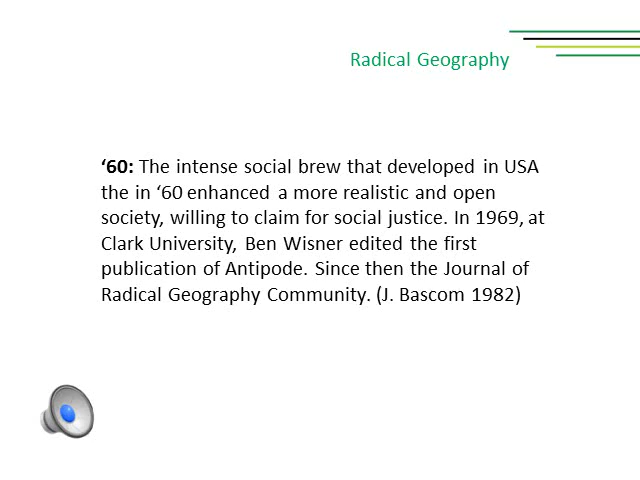 Radical Geography
‘60: The intense social brew that developed in USA
the in ‘60 enhanced a more realistic and open
society, willing to claim for social justice. In 1969, at
Clark University, Ben Wisner edited the first
publication of Antipode. Since then the Journal of
Radical Geography Community. (J. Bascom 1982)